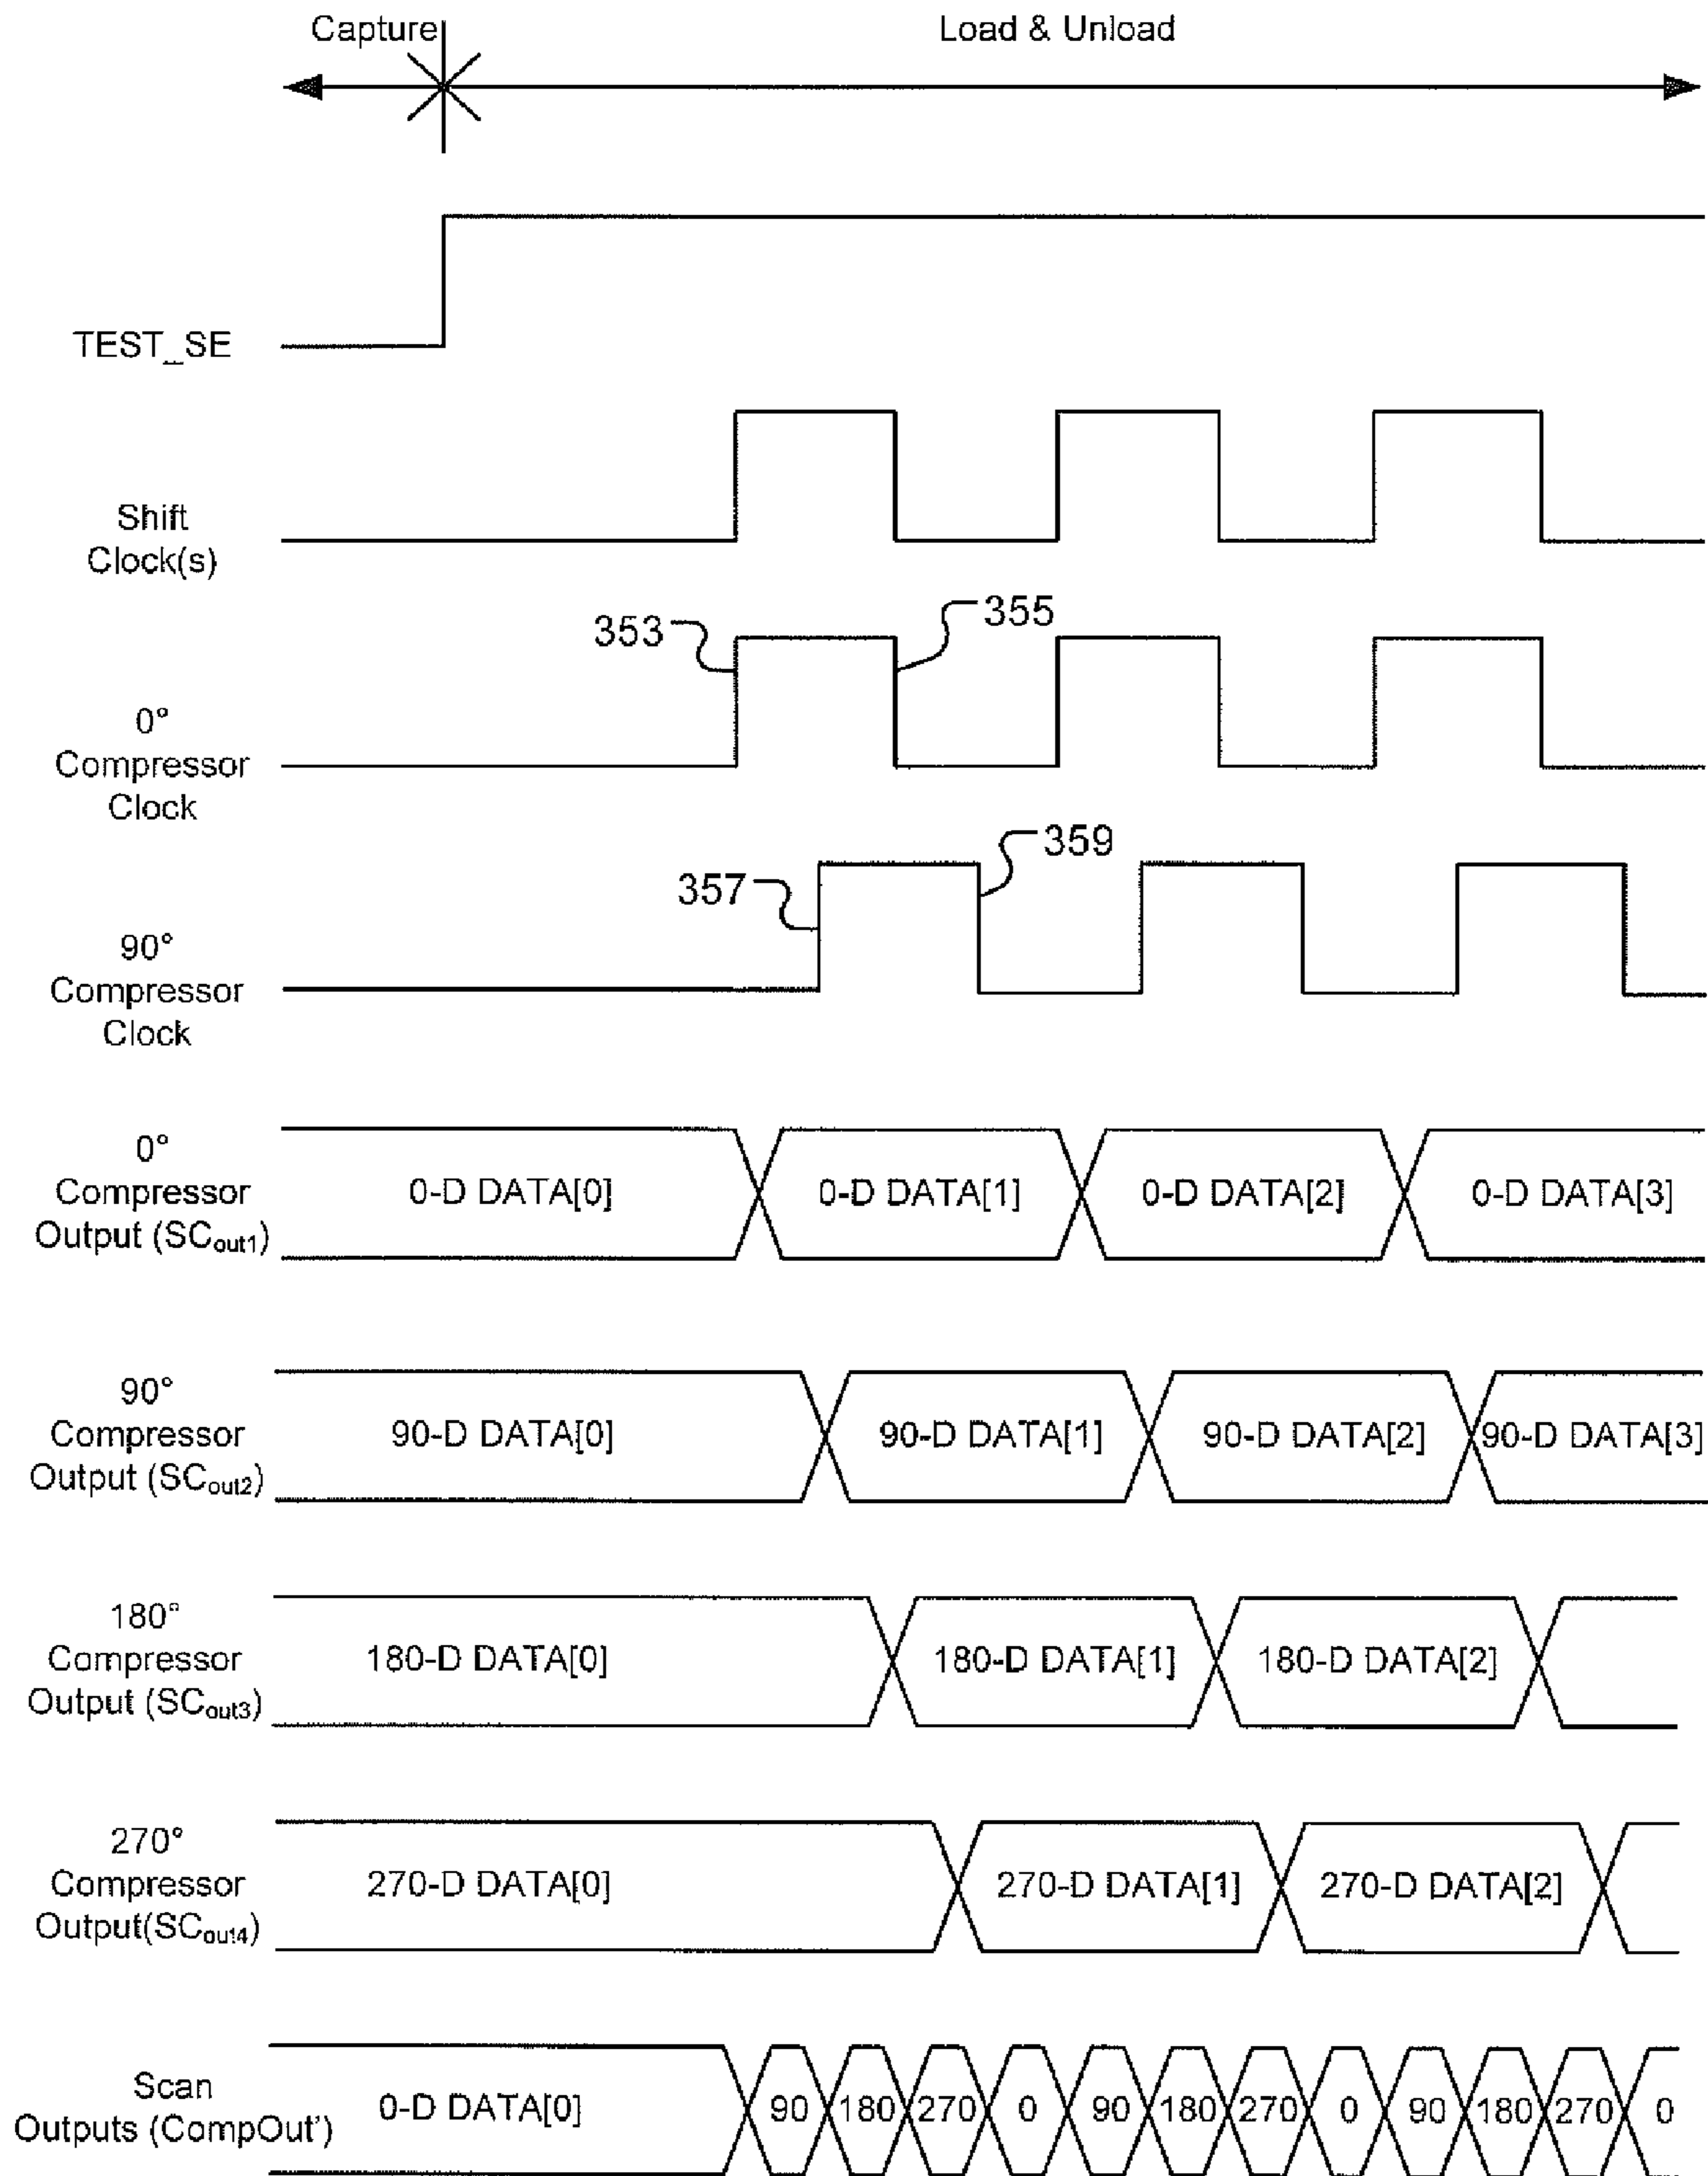 Capture
Load & Unload
TEST_SE
Shift
Clock(s)
353
355
0°
Compressor
Clock
357
359
90°
Compressor
Clock
0°
Compressor
Output (SCout1)
0-D DATA[0]
0-D DATA[1]
0-D DATA[2]
0-D DATA[3]
90°
Compressor
Output (SCout2)
90-D DATA[0]
90-D DATA[1]
90-D DATA[2]
90-D DATA[3]
180°
Compressor
Output (SCout3)
180-D DATA[0]
180-D DATA[1]
180-D DATA[2]
270°
Compressor
Output(SCout4)
270-D DATA[0]
270-D DATA[1]
270-D DATA[2]
Scan
Outputs (CompOut')
0-D DATA[0]
90
180
270
0
90
180
270
0
90
180
270
0